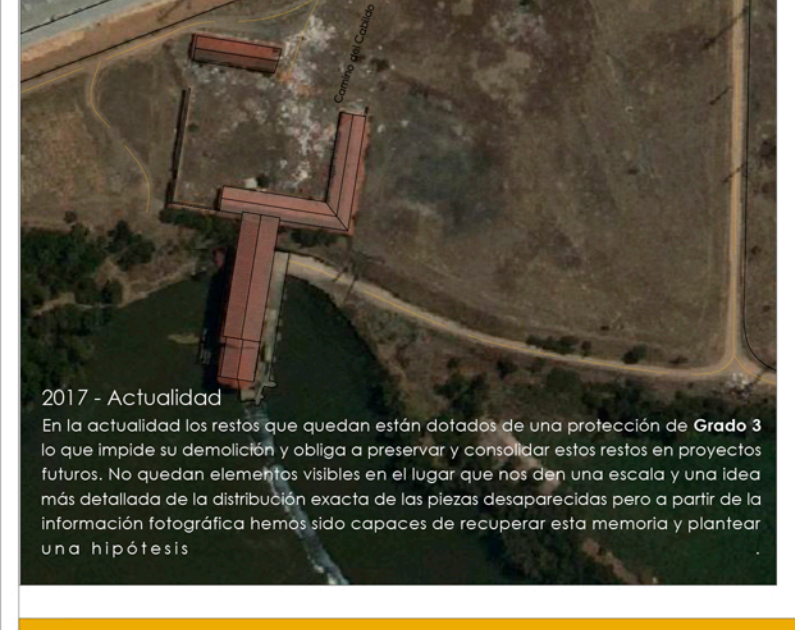 Camino del Cabildo
2017 - Actualidad
En la actualidad los restos que quedan están dotados de una protección de Grado 3
lo que impide su demolición y obliga a preservar y consolidar estos restos en proyectos
futuros. No quedan elementos visibles en el lugar que nos den una escala y una idea
más detallada de la distribución exacta de las piezas desaparecidas pero a partir de la
información fotográfica hemos sido capaces de recuperar esta memoria y plantear
una hipótesis .